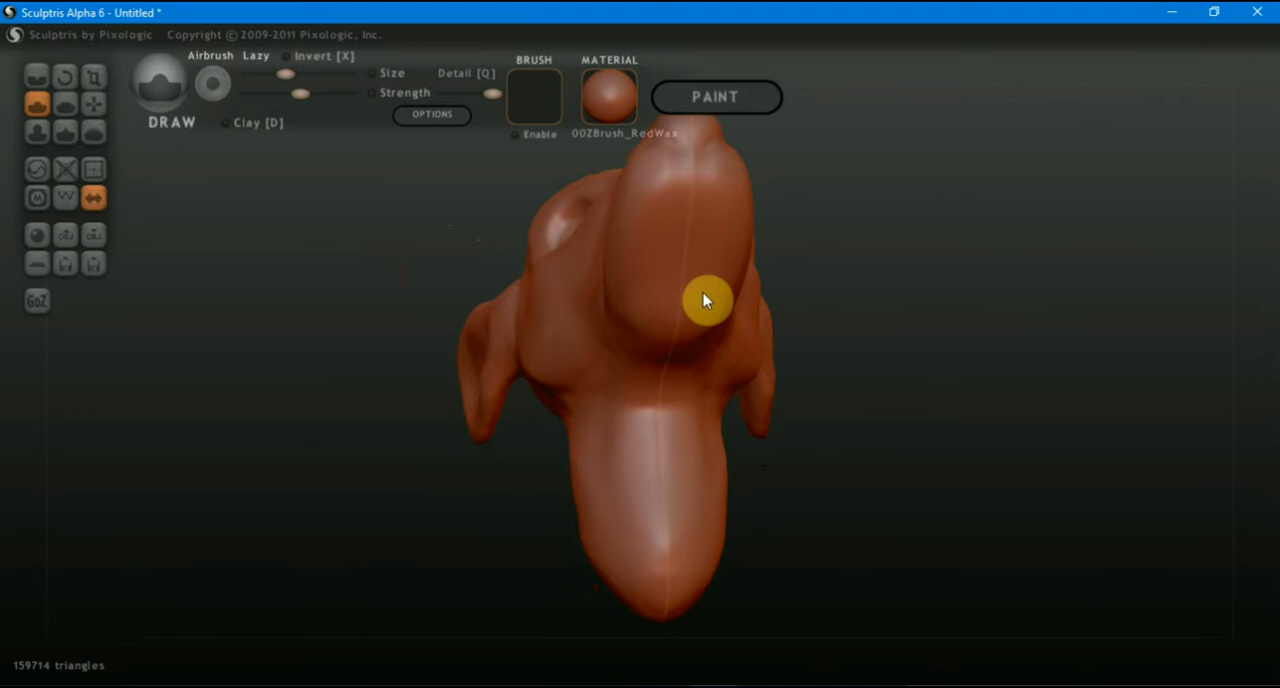 Sculptris Alpha 6 - Untitled *
Sculptris by Pixologic Copyright © 2009-2011 Pixologic, Inc.
Airbrush Lazy Invert [X]
BRUSH MATERIAL
Size Detail [Q]
Strength
PAINT
OPTIONS
DRAW Clay [D]
Enable 00ZBrush_RedWax
GoZ
159714 triangles